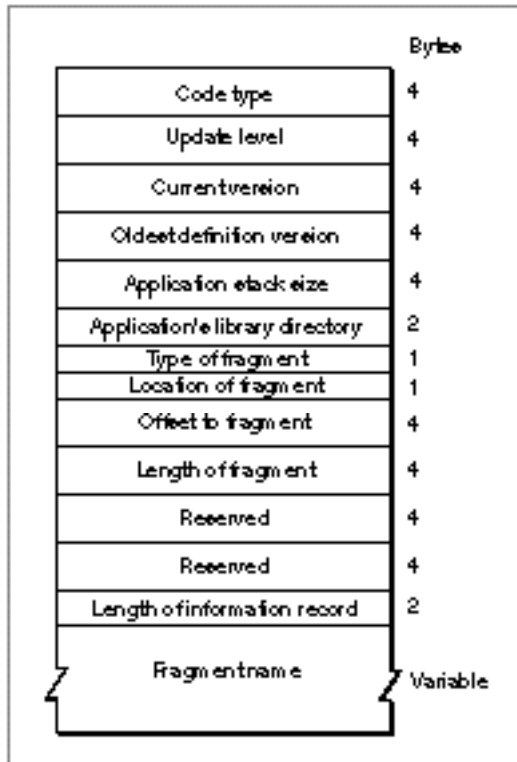 Bytes
Code type 4
Update level 4
Current version 4
Oldest definition version 4
Application stack size 4
Application's library directory 2
Type of fragment 1
Location of fragment 1
Offset to fragment 4
Length of fragment 4
Reserved 4
Reserved 4
Length of information record 2
Fragment name Variable